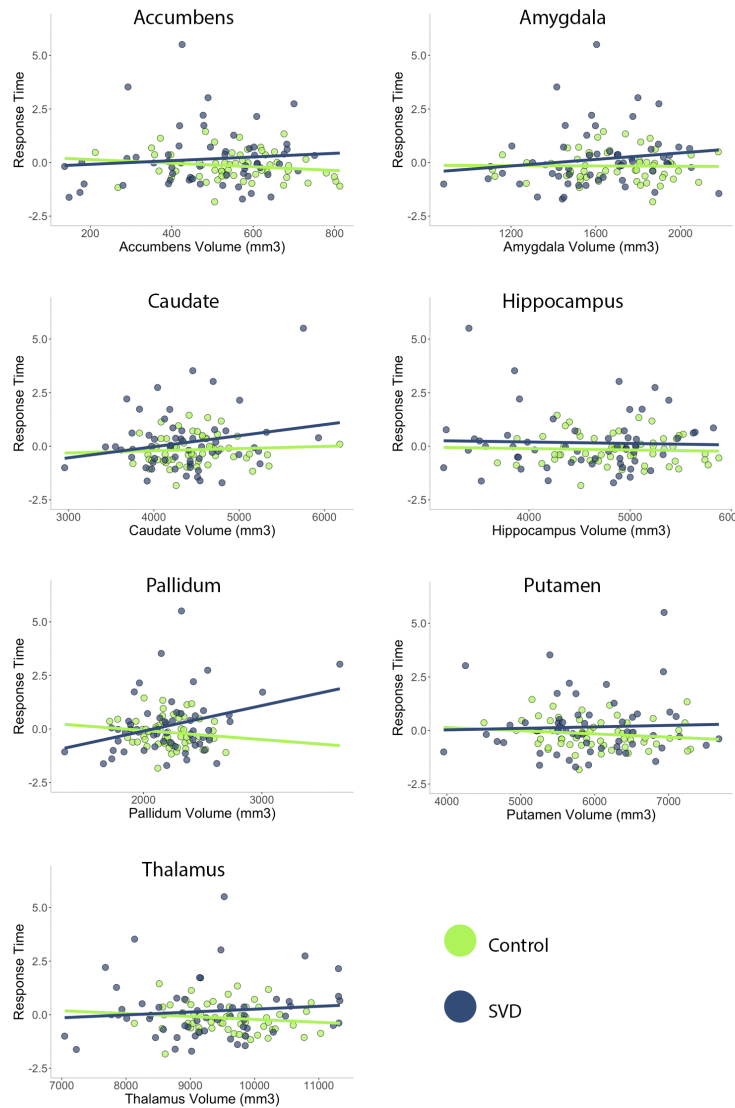 Accumbens
Amygdala
Response Time
5.0
2.5
0.0
-2.5
200
400
600
800
Accumbens Volume (mm3)
Response Time
5.0
2.5
0.0
-2.5
1200
1600
2000
Amygdala Volume (mm3)
Caudate
Hippocampus
Response Time
5.0
2.5
0.0
-2.5
3000
4000
5000
6000
Caudate Volume (mm3)
Response Time
5.0
2.5
0.0
-2.5
4000
5000
600
Hippocampus Volume (mm3)
Pallidum
Putamen
Response Time
5.0
2.5
0.0
-2.5
2000
3000
Pallidum Volume (mm3)
Response Time
5.0
2.5
0.0
-2.5
4000
5000
6000
7000
Putamen Volume (mm3)
Thalamus
Response Time
5.0
2.5
0.0
-2.5
7000
8000
9000
10000
11000
Thalamus Volume (mm3)
Control
SVD